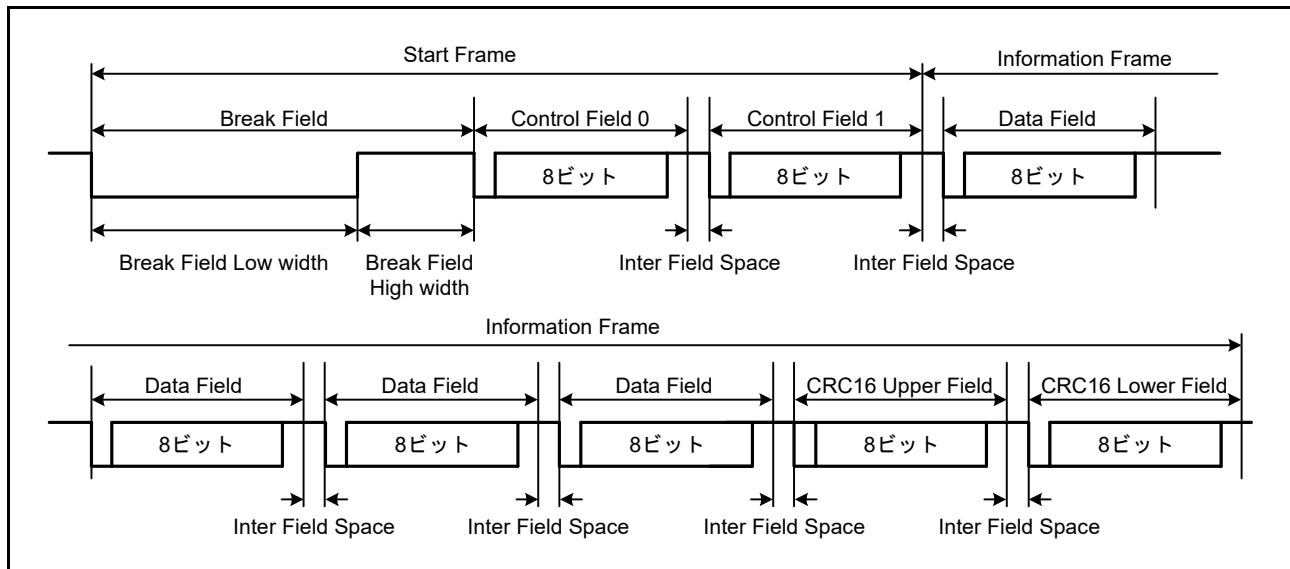 Start Frame
Information Frame
Break Field
Control Field 0
Control Field 1
Data Field
8ビット
8ビット
8ビット
Break Field Low width
Break Field
High width
Inter Field Space
Inter Field Space
Information Frame
Data Field
Data Field
Data Field
CRC16 Upper Field
CRC16 Lower Field
8ビット
8ビット
8ビット
8ビット
8ビット
Inter Field Space
Inter Field Space
Inter Field Space
Inter Field Space